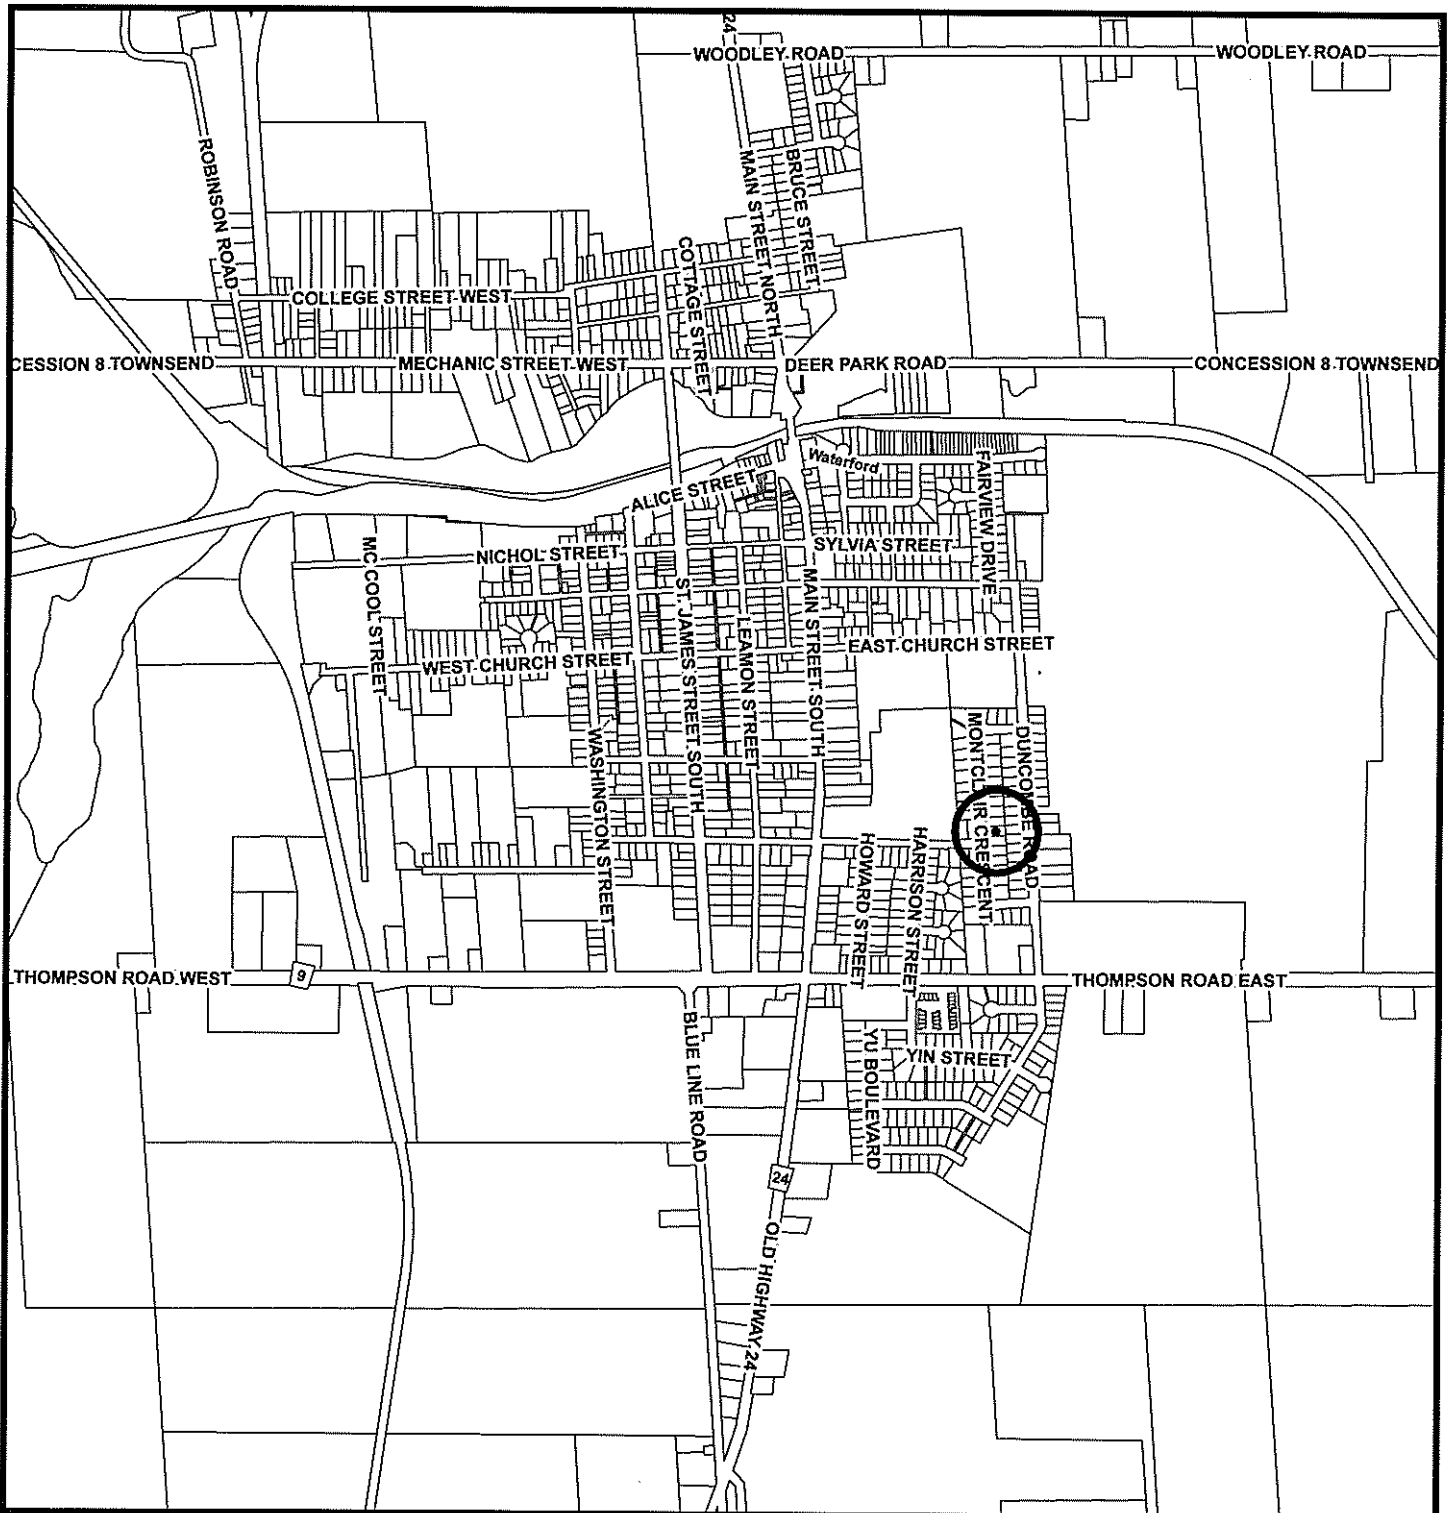 24
WOODLEY ROAD
WOODLEY ROAD
ROBINSON ROAD
MAIN STREET NORTH
BRUCE STREET
COTTAGE STREET
COLLEGE STREET WEST
CESSION 8 TOWNSEND
MECHANIC STREET WEST
DEER PARK ROAD
CONCESSION 8 TOWNSEND
Waterford
FAIRVIEW DRIVE
ALICE STREET
NICHOL STREET
SYLVIA STREET
MC COOL STREET
ST. JAMES STREET SOUTH
LEAMON STREET
MAIN STREET SOUTH
EAST CHURCH STREET
WEST CHURCH STREET
WASHINGTON STREET
MONTCLAIR CRESCENT
DUNCOMBE ROAD
HOWARD STREET
HARRISON STREET
THOMPSON ROAD WEST
9
THOMPSON ROAD EAST
BLUE LINE ROAD
YU BOULEVARD
YIN STREET
24
OLD HIGHWAY 24